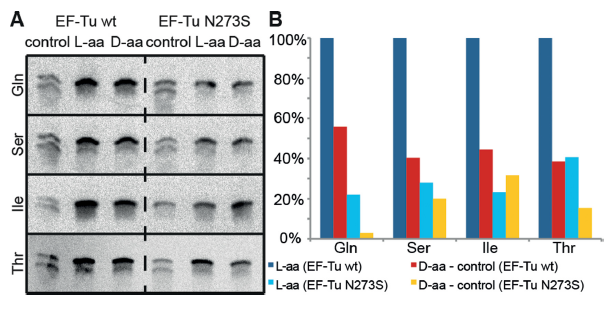 A
EF-Tu wt EF-Tu N273S
control L-aa D-aa control L-aa D-aa
Gln
Ser
Ile
Thr
B
100%
80%
60%
40%
20%
0%
Gln Ser Ile Thr
L-aa (EF-Tu wt) D-aa - control (EF-Tu wt)
L-aa (EF-Tu N273S) D-aa - control (EF-Tu N273S)